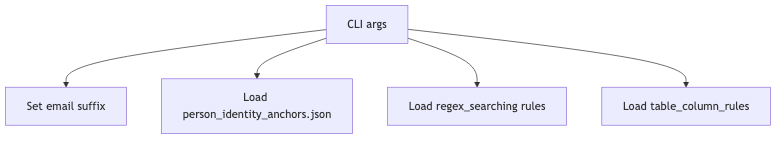 CLI args
Set email suffix
Load
person_identity_anchors.json
Load regex_searching rules
Load table_column_rules